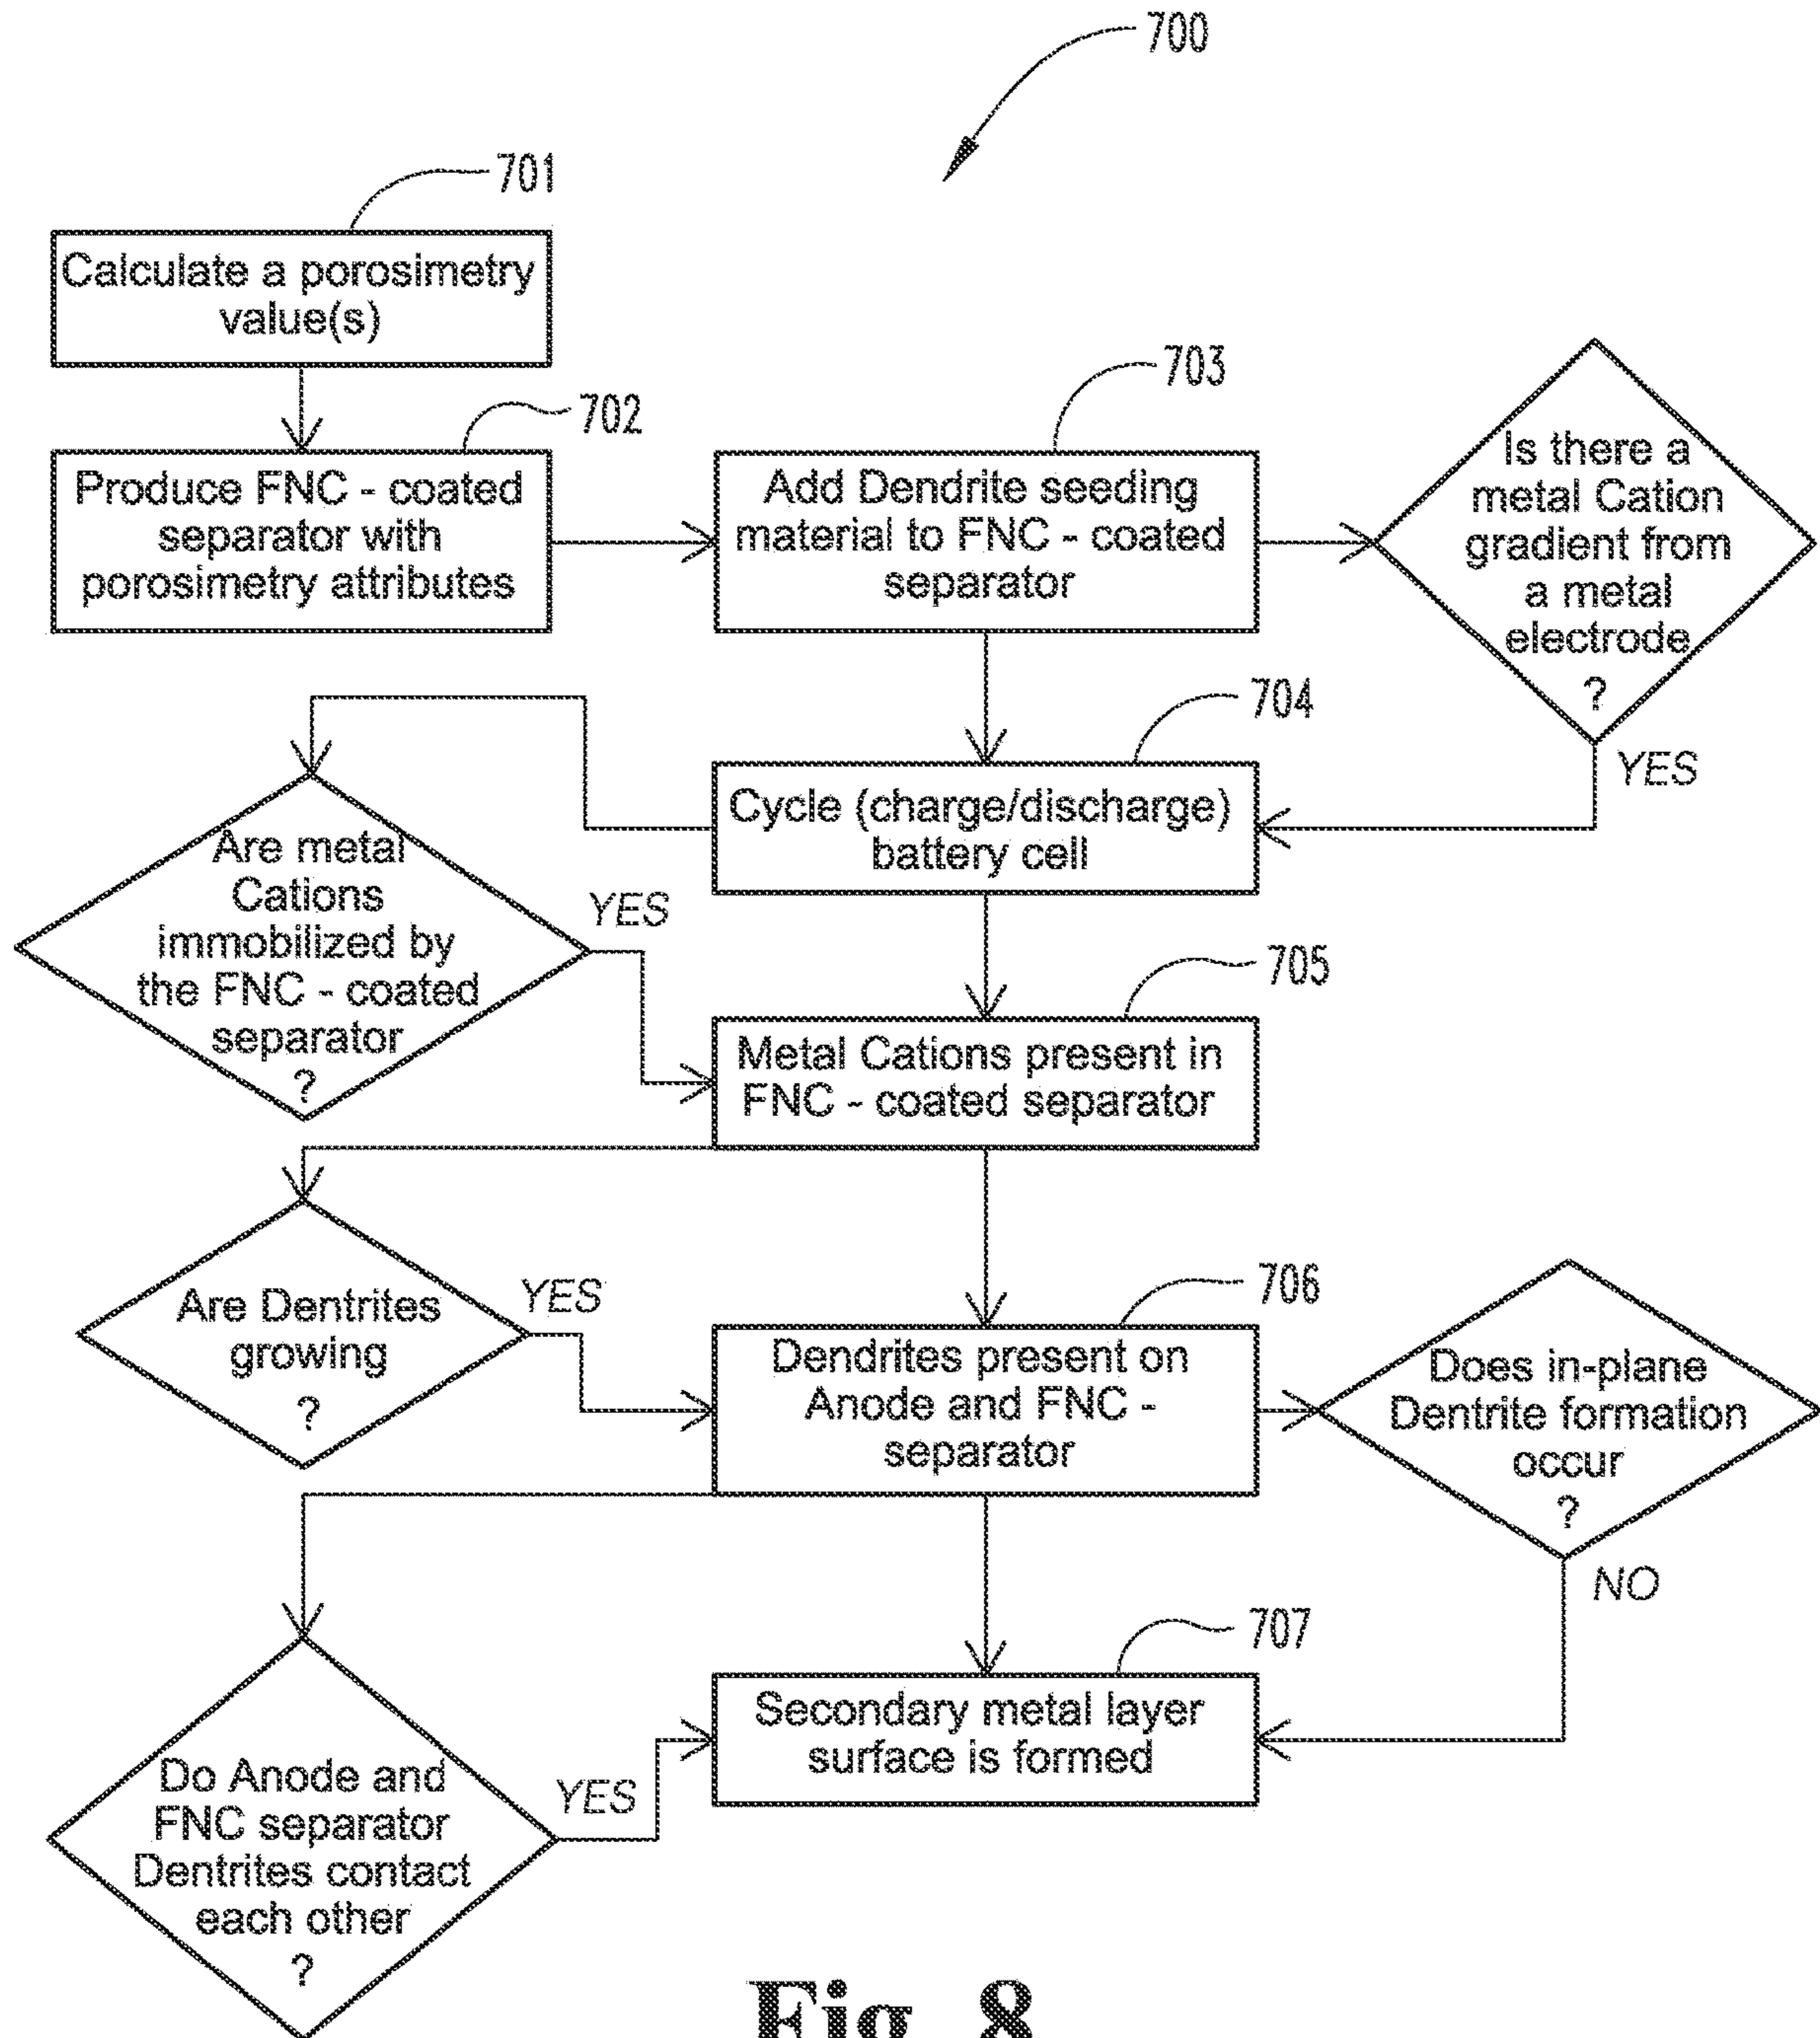 700
701
Calculate a porosimetry
value(s)
702
Produce FNC - coated
separator with
porosimetry attributes
703
Add Dendrite seeding
material to FNC - coated
separator
Is there a
metal Cation
gradient from
a metal
electrode
?
YES
704
Cycle (charge/discharge)
battery cell
Are metal
Cations
immobilized by
the FNC - coated
separator
?
YES
705
Metal Cations present in
FNC - coated separator
Are Dentrites
growing
?
YES
706
Dendrites present on
Anode and FNC -
separator
Does in-plane
Dentrite formation
occur
?
NO
707
Secondary metal layer
surface is formed
Do Anode and
FNC separator
Dentrites contact
each other
?
YES
Fig. 8